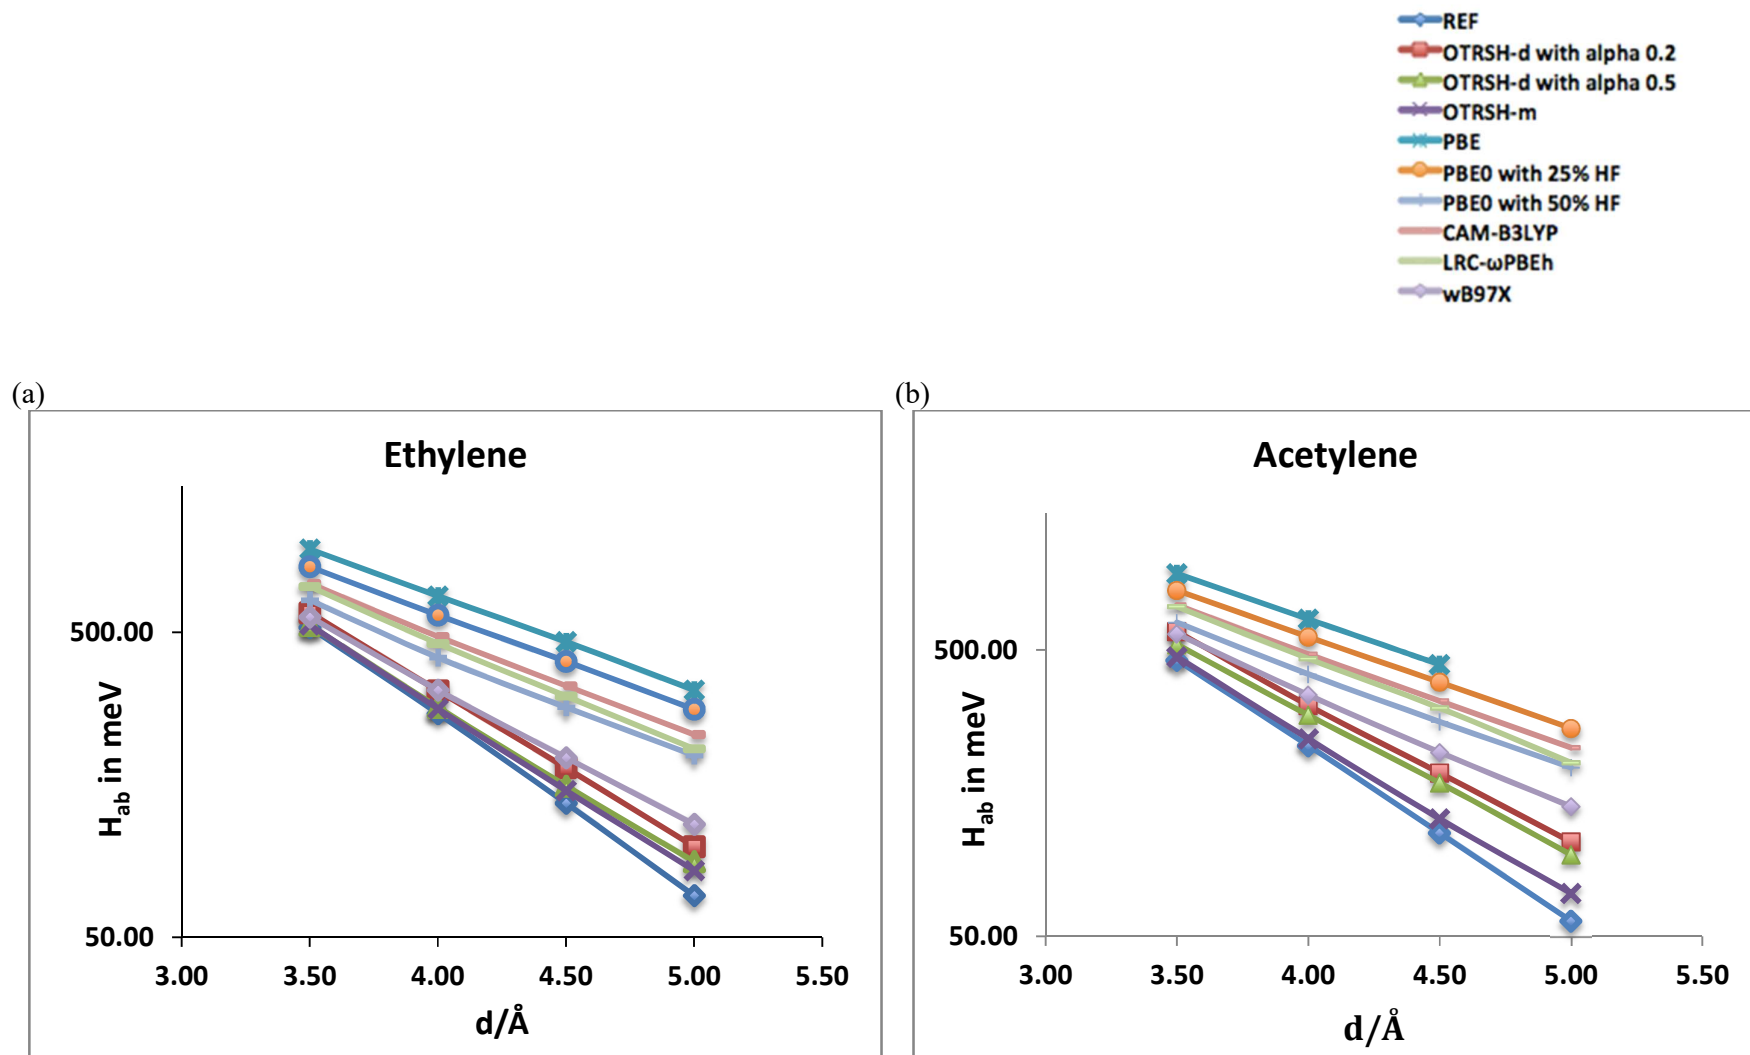 REF
OTRSH-d with alpha 0.2
OTRSH-d with alpha 0.5
OTRSH-m
PBE
PBE0 with 25% HF
PBE0 with 50% HF
CAM-B3LYP
LRC-ωPBEh
wB97X
(a)
Ethylene
500.00
50.00
H_ab in meV
3.00 3.50 4.00 4.50 5.00 5.50
d/Å
(b)
Acetylene
500.00
50.00
H_ab in meV
3.00 3.50 4.00 4.50 5.00 5.50
d/Å